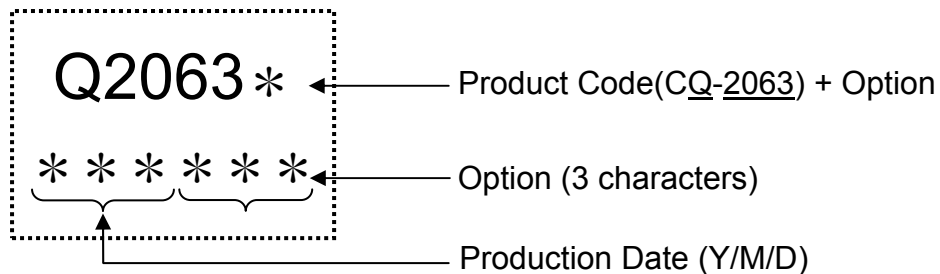 Q2063* Product Code(CQ-2063) + Option
* * * * * * Option (3 characters)
Production Date (Y/M/D)